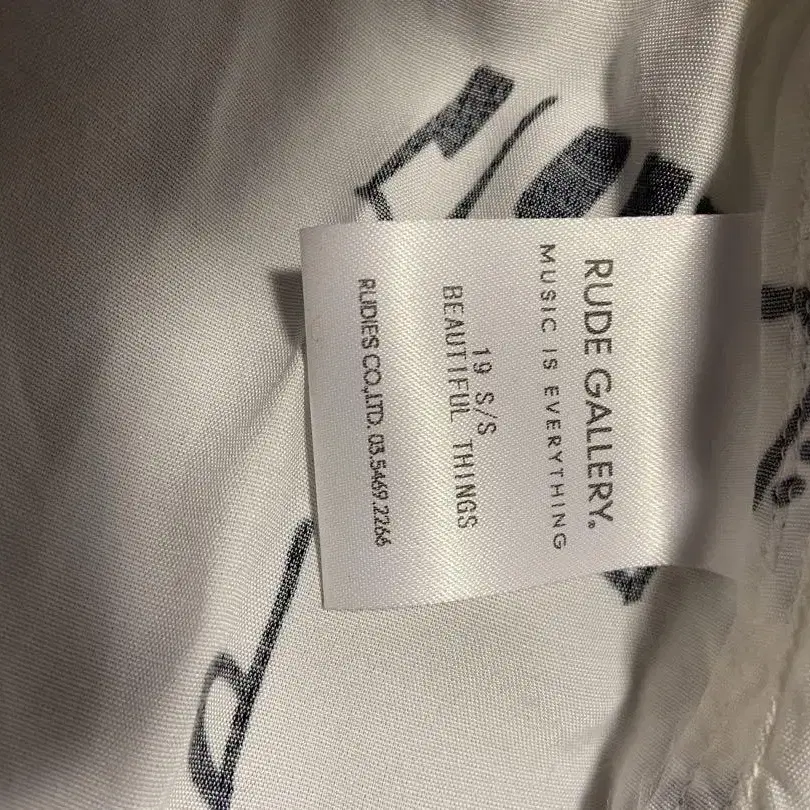 RUDE GALLERY®
MUSIC IS EVERYTHING
19 S/S
BEAUTIFUL THINGS
RUDIES CO.,LTD. 03.5469.2266